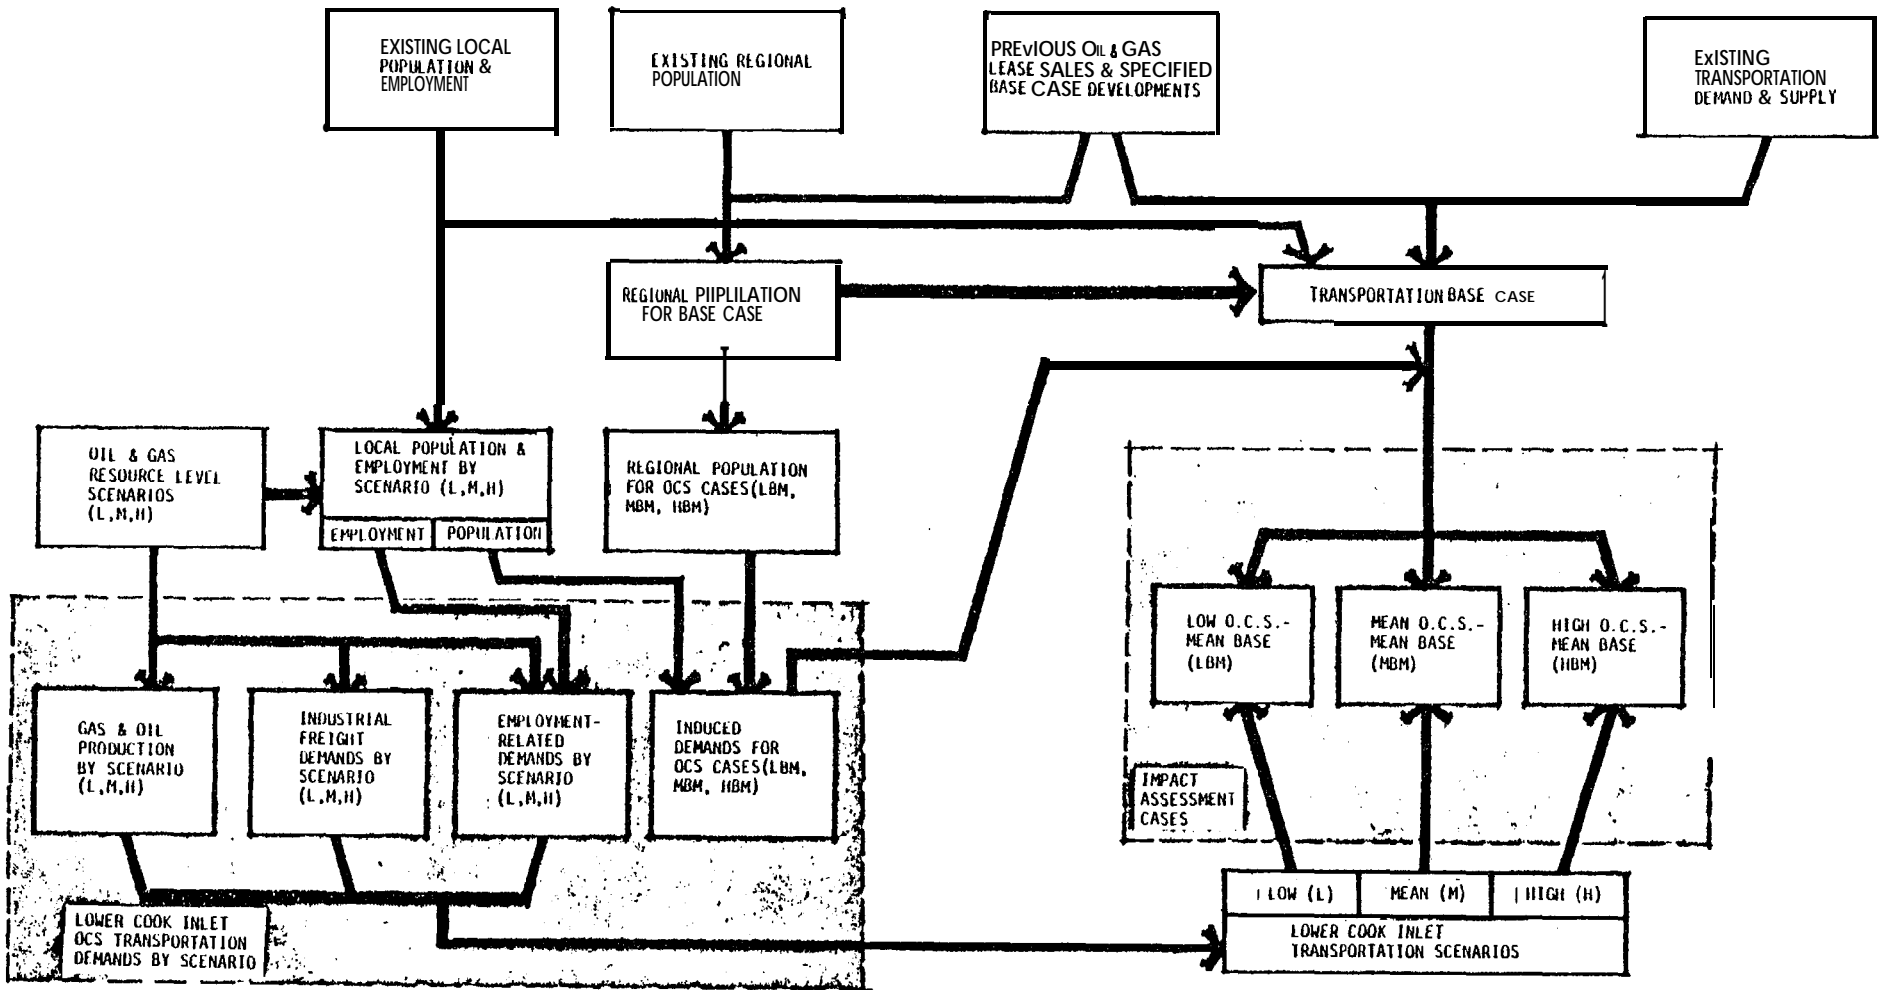 EXISTING LOCAL
POPULATION &
EMPLOYMENT
EXISTING REGIONAL
POPULATION
PREvIOUS OIL & GAS
LEASE SALES & SPECIFIED
BASE CASE DEVELOPMENTS
ExISTING
TRANSPORTATION
DEMAND & SUPPLY
REGIONAL PIIPLILATION
FOR BASE CASE
TRANSPORTATION BASE CASE
OIL & GAS
RESOURCE LEVEL
SCENARIOS
(L,M,H)
LOCAL POPULATION &
EMPLOYMENT BY
SCENARIO (L,M,H)
EMPLOYMENT
POPULATION
REGIONAL POPULATION
FOR OCS CASES(LBM,
MBM, HBM)
LOW O.C.S.-
MEAN BASE
(LBM)
MEAN O.C.S.-
MEAN BASE
(MBM)
HIGH O.C.S.-
MEAN BASE
(HBM)
GAS & OIL
PRODUCTION
BY SCENARIO
(L,M,H)
INDUSTRIAL
FREIGHT
DEMANDS BY
SCENARIO
(L,M,H)
EMPLOYMENT-
RELATED
DEMANDS BY
SCENARIO
(L,M,H)
INDUCED
DEMANDS FOR
OCS CASES(LBM,
MBM, HBM)
IMPACT
ASSESSMENT
CASES
LOW (L)
MEAN (M)
HIGH (H)
LOWER COOK INLET
TRANSPORTATION SCENARIOS
LOWER COOK INLET
OCS TRANSPORTATION
DEMANDS BY SCENARIO